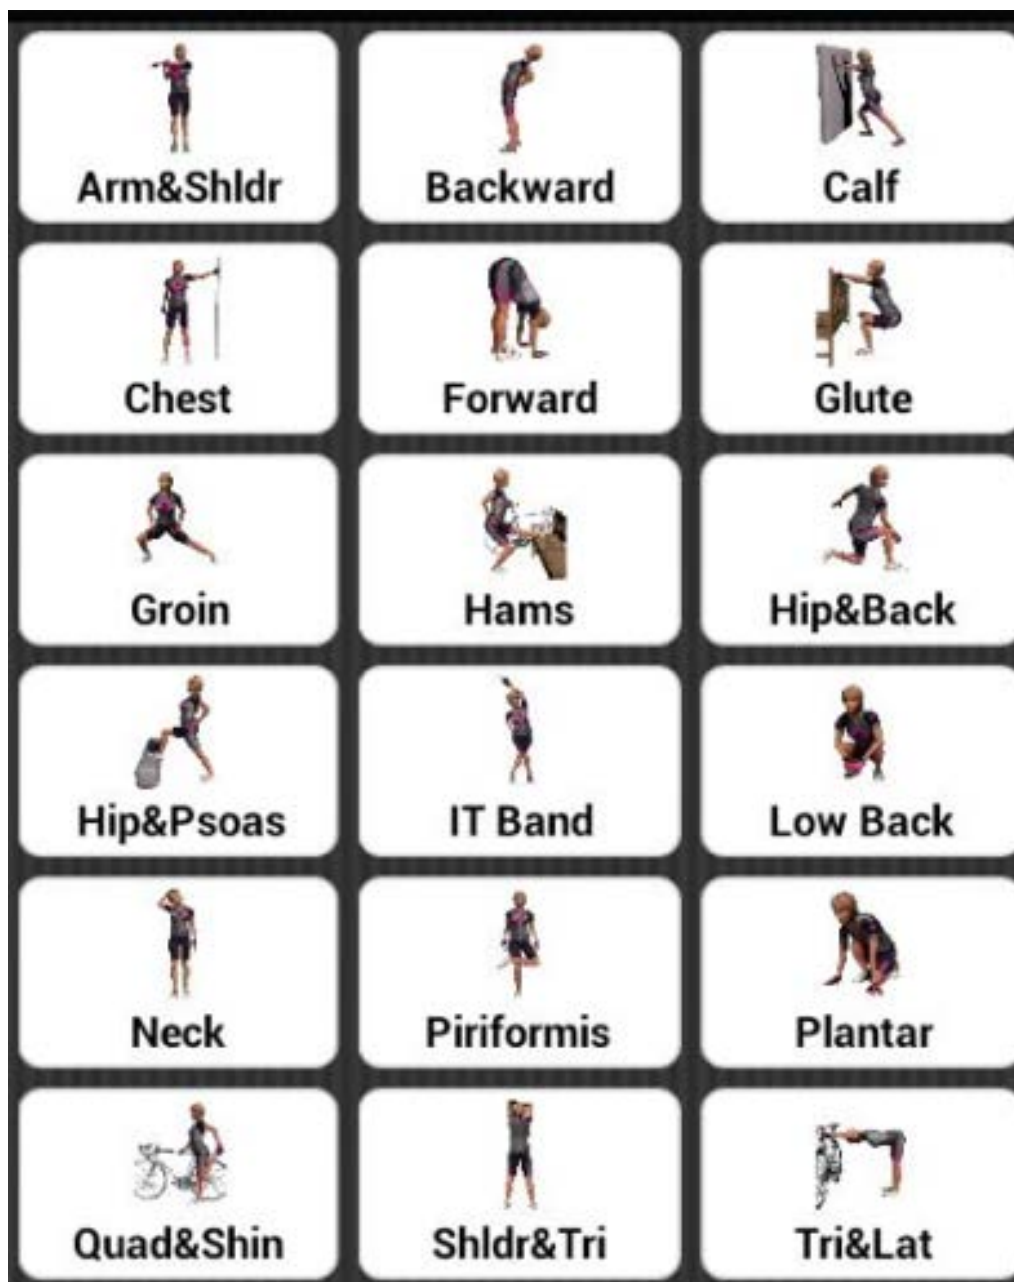 Arm&Shldr
Backward
Calf
Chest
Forward
Glute
Groin
Hams
Hip&Back
Hip&Psoas
IT Band
Low Back
Neck
Piriformis
Plantar
Quad&Shin
Shldr&Tri
Tri&Lat